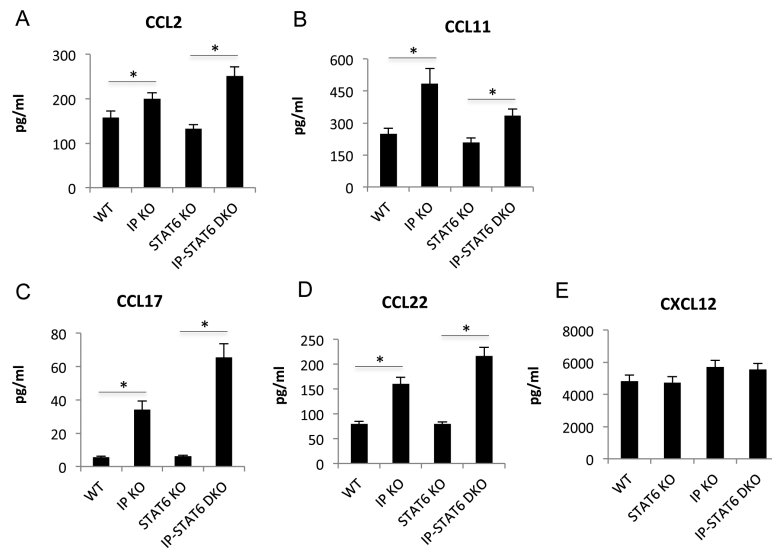 A
CCL2
pg/ml
300
200
100
0
*
*
WT
IP KO
STAT6 KO
IP-STAT6 DKO
B
CCL11
pg/ml
600
450
300
150
0
*
*
WT
IP KO
STAT6 KO
IP-STAT6 DKO
C
CCL17
pg/ml
80
60
40
20
0
*
*
WT
IP KO
STAT6 KO
IP-STAT6 DKO
D
CCL22
pg/ml
250
200
150
100
50
0
*
*
WT
IP KO
STAT6 KO
IP-STAT6 DKO
E
CXCL12
pg/ml
8000
6000
4000
2000
0
WT
STAT6 KO
IP KO
IP-STAT6 DKO